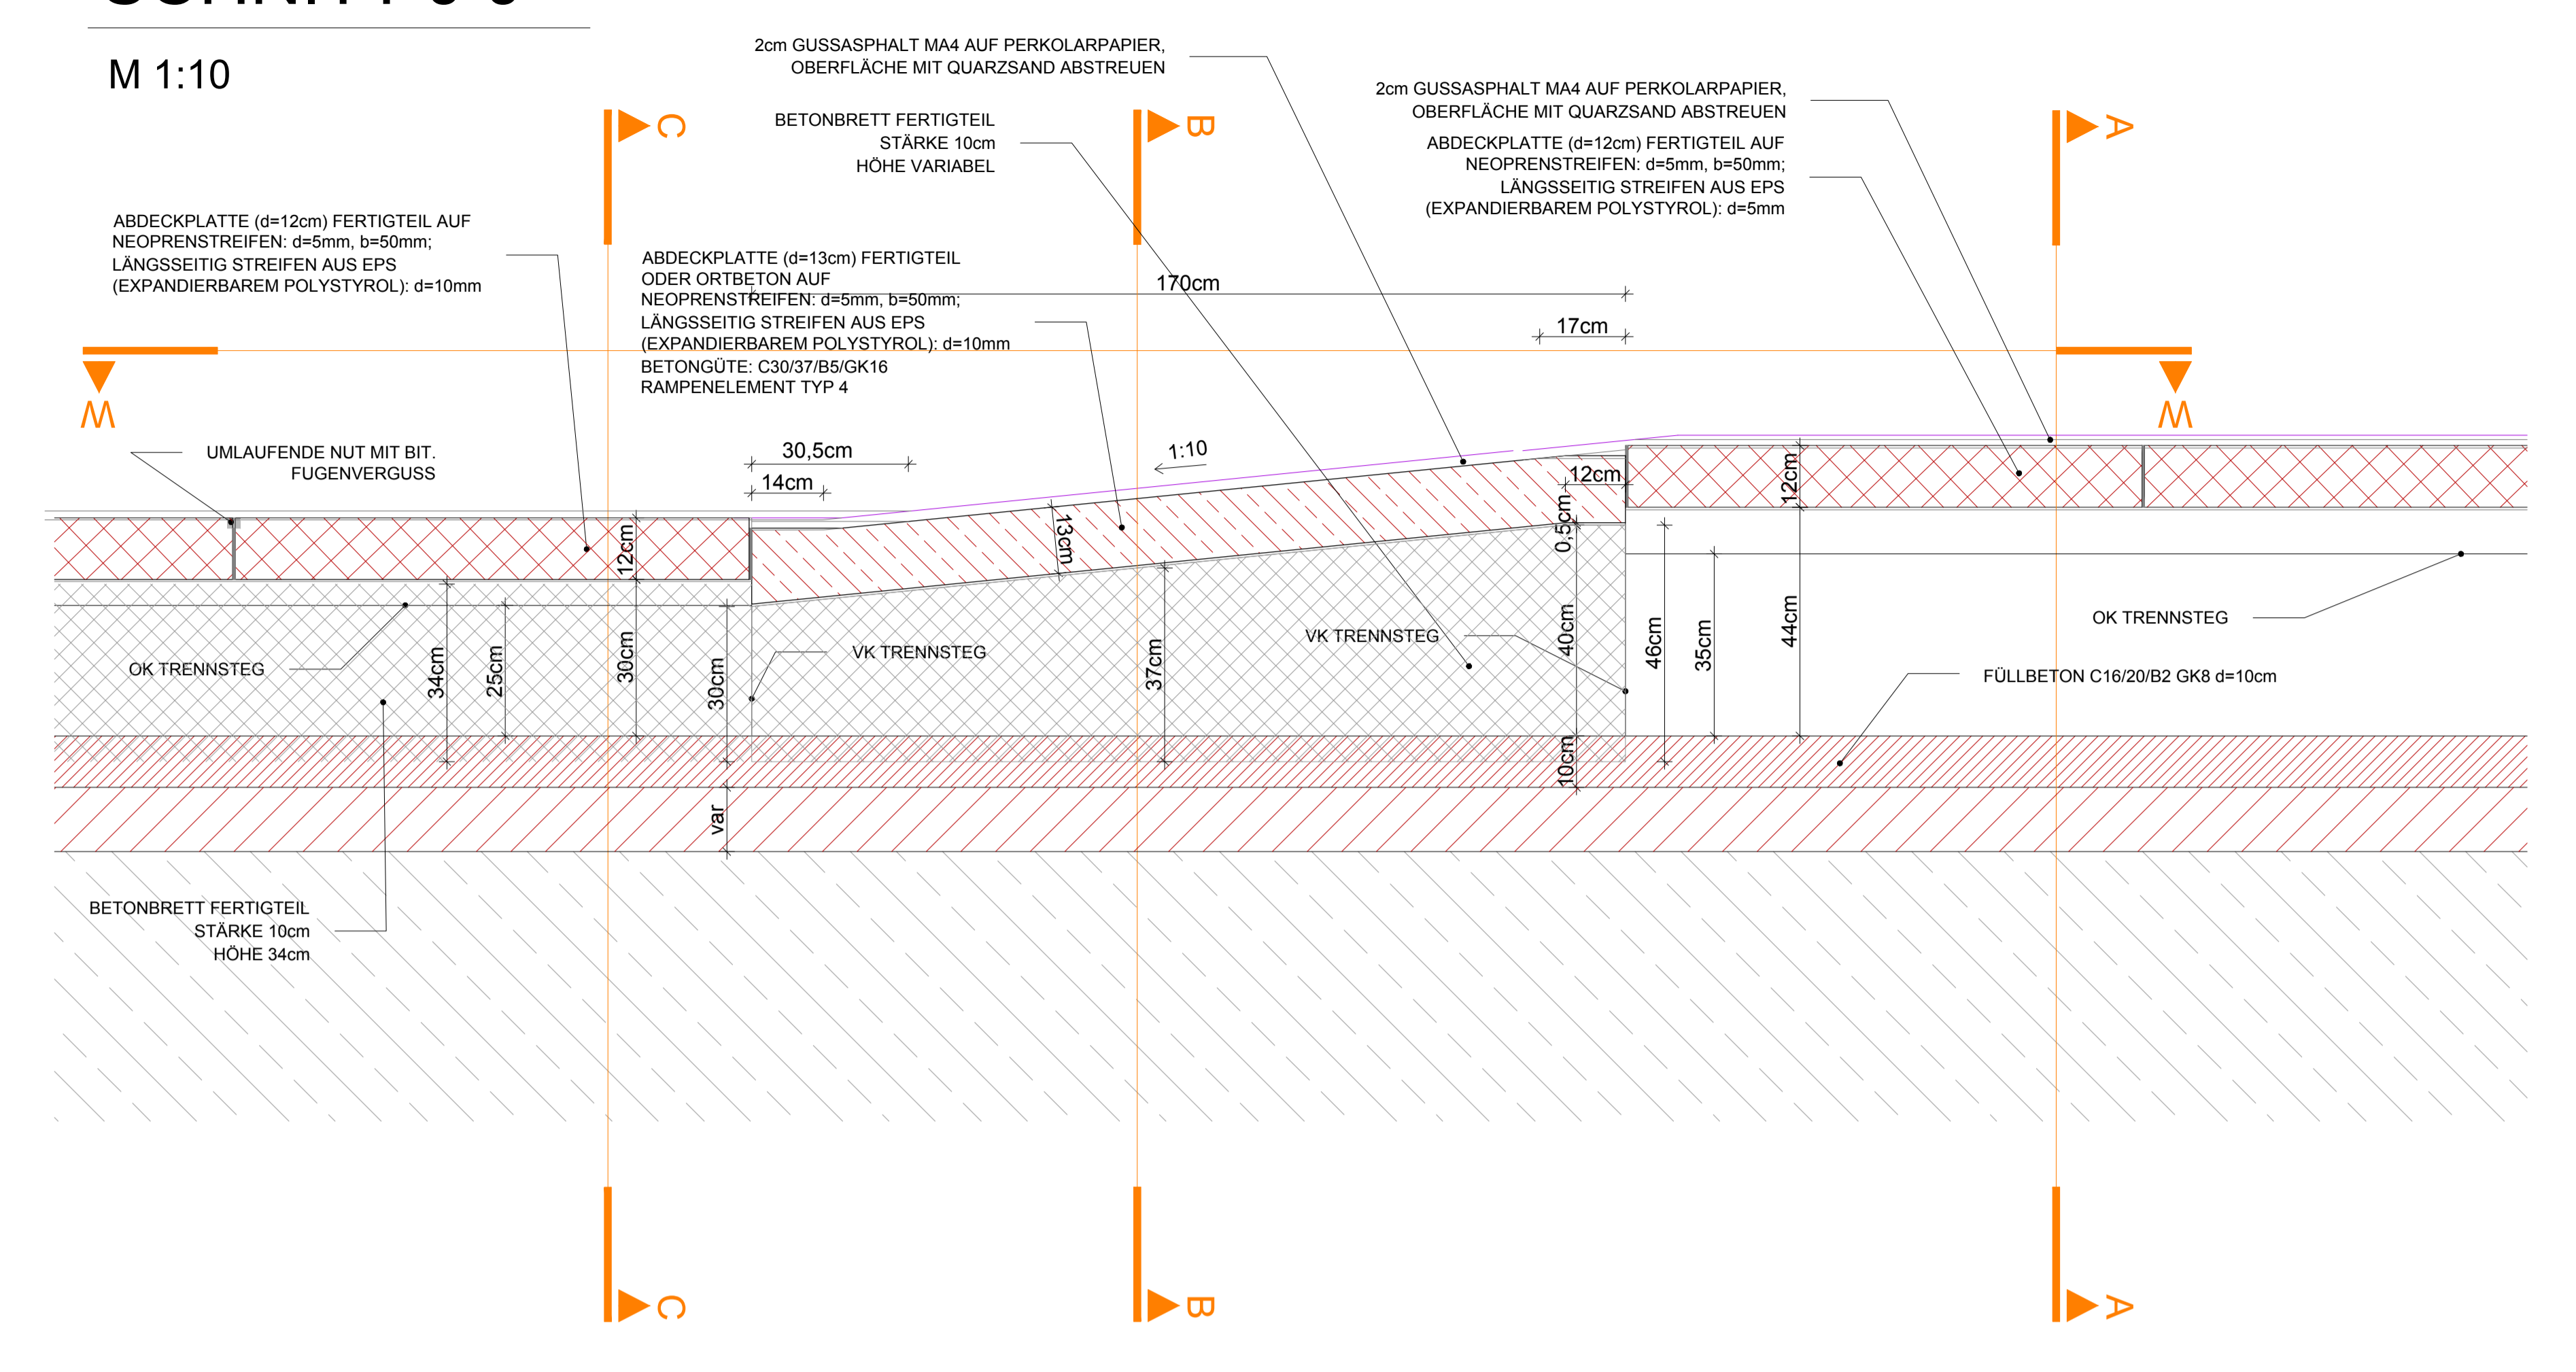 M 1:10
2cm GUSSASPHALT MA4 AUF PERKOLARPAPIER,
OBERFLÄCHE MIT QUARZSAND ABSTREUEN
2cm GUSSASPHALT MA4 AUF PERKOLARPAPIER,
OBERFLÄCHE MIT QUARZSAND ABSTREUEN
BETONBRETT FERTIGTEIL
STÄRKE 10cm
HÖHE VARIABEL
ABDECKPLATTE (d=12cm) FERTIGTEIL AUF
NEOPRENSTREIFEN: d=5mm, b=50mm;
LÄNGSSEITIG STREIFEN AUS EPS
(EXPANDIERBAREM POLYSTYROL): d=5mm
C
B
A
ABDECKPLATTE (d=12cm) FERTIGTEIL AUF
NEOPRENSTREIFEN: d=5mm, b=50mm;
LÄNGSSEITIG STREIFEN AUS EPS
(EXPANDIERBAREM POLYSTYROL): d=10mm
ABDECKPLATTE (d=13cm) FERTIGTEIL
ODER ORTBETON AUF
NEOPRENSTREIFEN: d=5mm, b=50mm;
LÄNGSSEITIG STREIFEN AUS EPS
(EXPANDIERBAREM POLYSTYROL): d=10mm
BETONGÜTE: C30/37/B5/GK16
RAMPENELEMENT TYP 4
170cm
17cm
W
W
UMLAUFENDE NUT MIT BIT.
FUGENVERGUSS
30,5cm
14cm
1:10
12cm
12cm
12cm
13cm
0,5cm
OK TRENNSTEG
34cm
25cm
30cm
30cm
VK TRENNSTEG
37cm
VK TRENNSTEG
40cm
46cm
35cm
44cm
OK TRENNSTEG
FÜLLBETON C16/20/B2 GK8 d=10cm
10cm
var
BETONBRETT FERTIGTEIL
STÄRKE 10cm
HÖHE 34cm
C
B
A